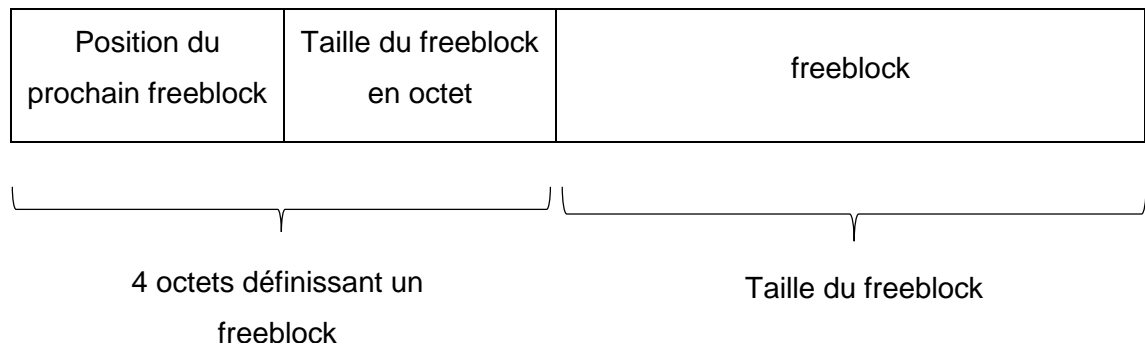 Position du
prochain freeblock
Taille du freeblock
en octet
freeblock
4 octets définissant un
freeblock
Taille du freeblock